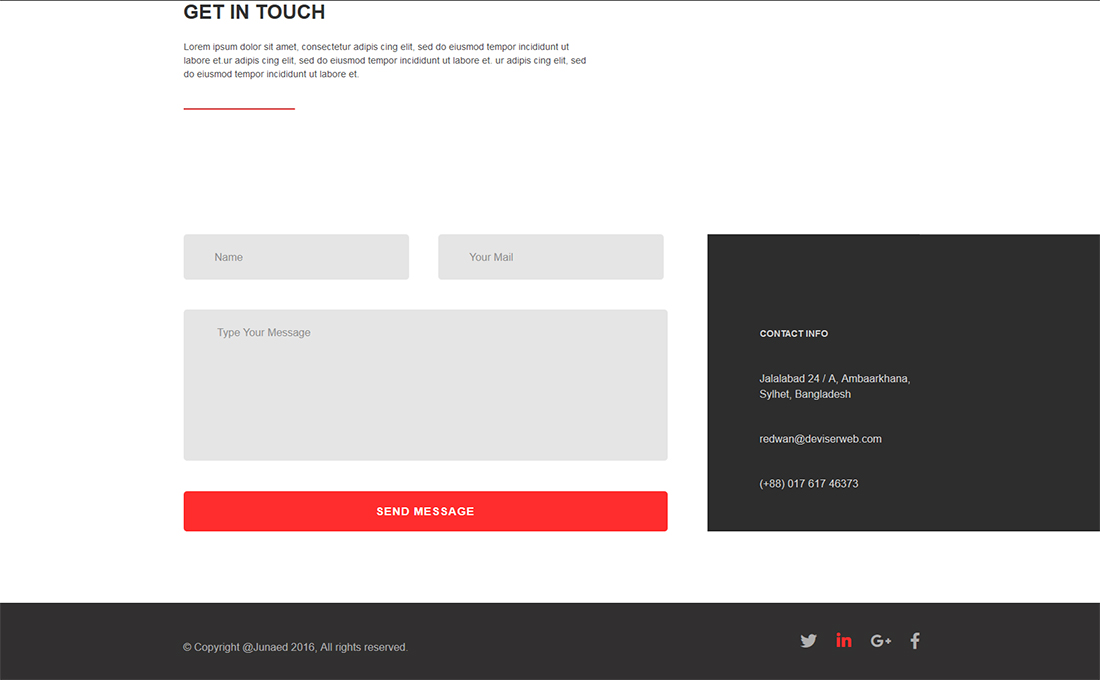 GET IN TOUCH
Lorem ipsum dolor sit amet, consectetur adipis cing elit, sed do eiusmod tempor incididunt ut
labore et.ur adipis cing elit, sed do eiusmod tempor incididunt ut labore et. ur adipis cing elit, sed
do eiusmod tempor incididunt ut labore et.
Name
Your Mail
Type Your Message
SEND MESSAGE
CONTACT INFO
Jalalabad 24 / A, Ambaarkhana,
Sylhet, Bangladesh
redwan@deviserweb.com
(+88) 017 617 46373
© Copyright @Junaed 2016, All rights reserved.
in
G+
f